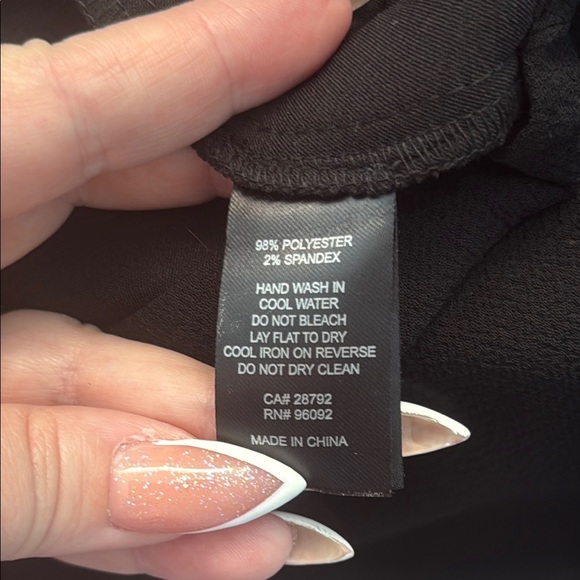 98% POLYESTER
2% SPANDEX
HAND WASH IN
COOL WATER
DO NOT BLEACH
LAY FLAT TO DRY
COOL IRON ON REVERSE
DO NOT DRY CLEAN
CA# 28792
RN# 96092
MADE IN CHINA